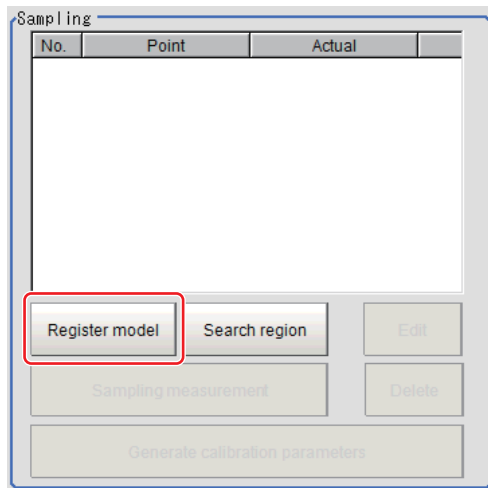 Sampling
No. Point Actual
Register model Search region Edit
Sampling measurement Delete
Generate calibration parameters